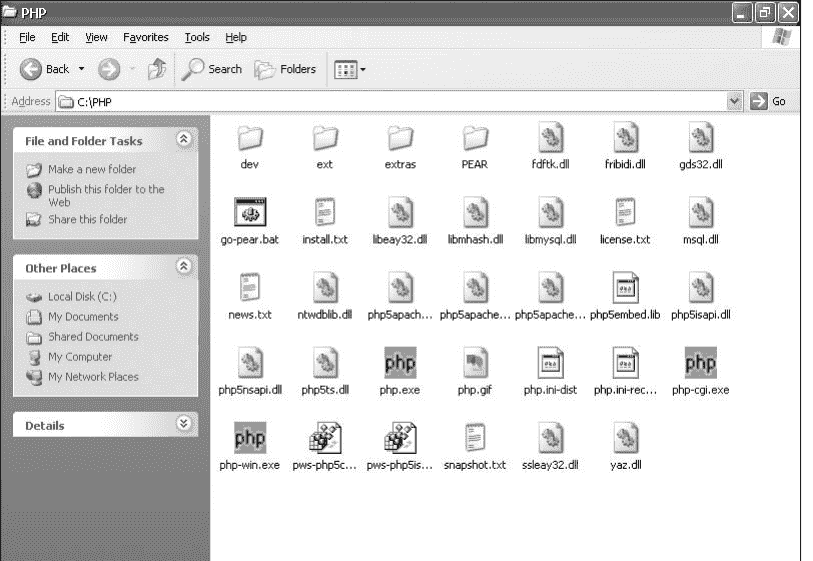 PHP
File Edit View Favorites Tools Help
Back Search Folders
Address C:\PHP Go
File and Folder Tasks
Make a new folder
Publish this folder to the
Web
Share this folder
Other Places
Local Disk (C:)
My Documents
Shared Documents
My Computer
My Network Places
Details
dev ext extras PEAR fdftk.dll fribidi.dll gds32.dll
go-pear.bat install.txt libeay32.dll libmhash.dll libmysql.dll license.txt msql.dll
news.txt ntwdblib.dll php5apach... php5apache... php5apache... php5embed.lib php5isapi.dll
php php
php5nsapi.dll php5ts.dll php.exe php.gif php.ini-dist php.ini-rec... php-cgi.exe
php
php-win.exe pws-php5c... pws-php5is... snapshot.txt ssleay32.dll yaz.dll